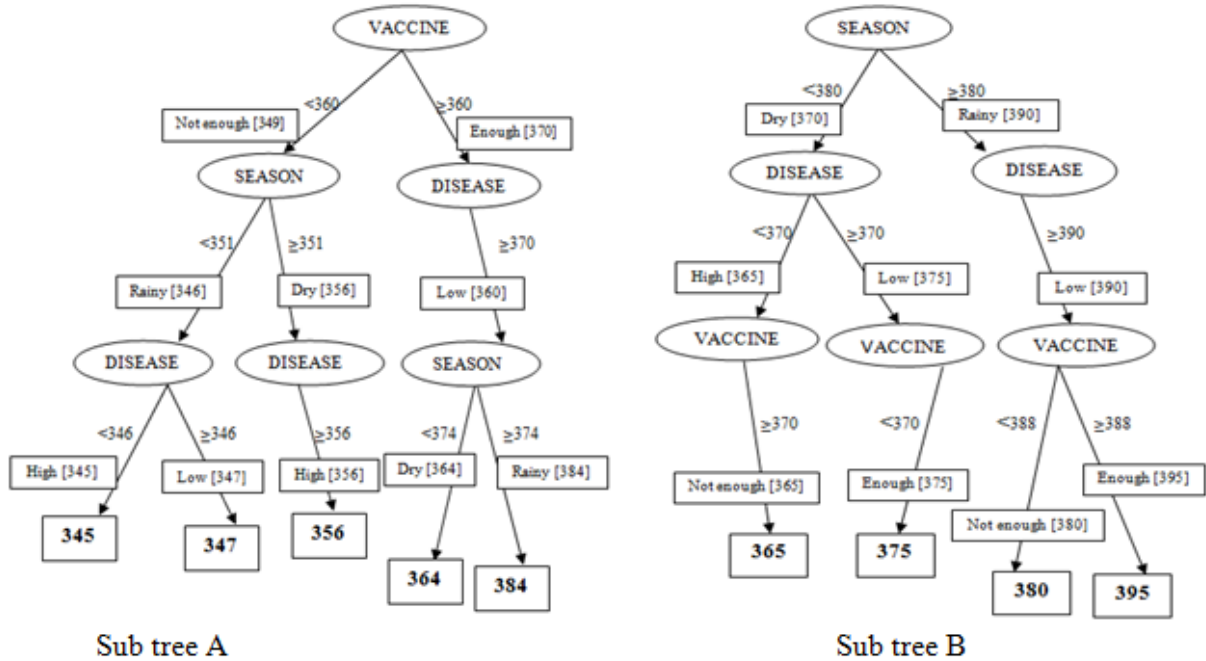 VACCINE
<360
≥360
Not enough [349]
Enough [370]
SEASON
DISEASE
<351
≥351
≥370
Rainy [346]
Dry [356]
Low [360]
DISEASE
DISEASE
SEASON
<346
≥346
≥356
<374
≥374
High [345]
Low [347]
High [356]
Dry [364]
Rainy [384]
345
347
356
364
384
Sub tree A
SEASON
<380
≥380
Dry [370]
Rainy [390]
DISEASE
DISEASE
<370
≥370
≥390
High [365]
Low [375]
Low [390]
VACCINE
VACCINE
VACCINE
≥370
<370
<388
≥388
Not enough [365]
Enough [375]
Not enough [380]
Enough [395]
365
375
380
395
Sub tree B